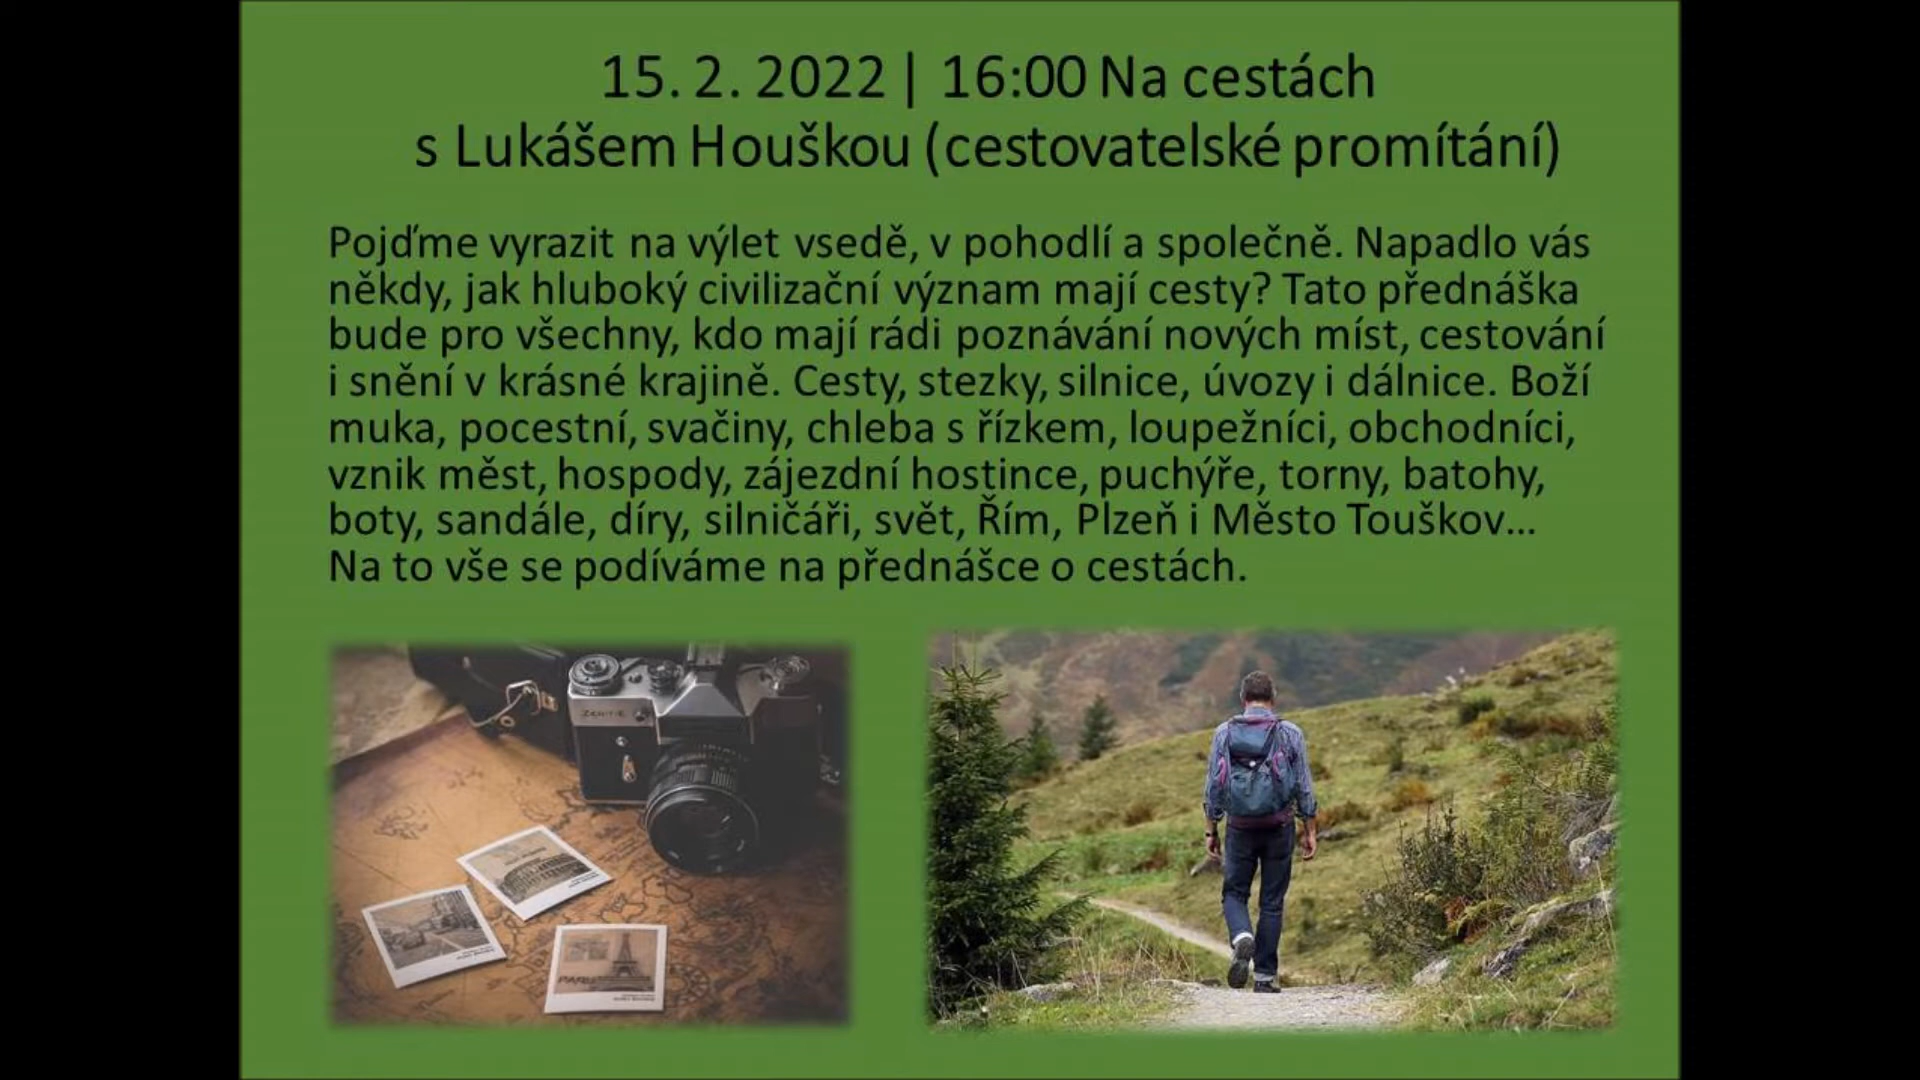 15. 2. 2022 | 16:00 Na cestách
s Lukášem Houškou (cestovatelské promítání)
Pojďme vyrazit na výlet vsedě, v pohodlí a společně. Napadlo vás
někdy, jak hluboký civilizační význam mají cesty? Tato přednáška
bude pro všechny, kdo mají rádi poznávání nových míst, cestování
i snění v krásné krajině. Cesty, stezky, silnice, úvozy i dálnice. Boží
muka, pocestní, svačiny, chleba s řízkem, loupežníci, obchodníci,
vznik měst, hospody, zájezdní hostince, puchýře, torny, batohy,
boty, sandále, díry, silničáři, svět, Řím, Plzeň i Město Touškov...
Na to vše se podíváme na přednášce o cestách.
ZENIT-E
PARIS